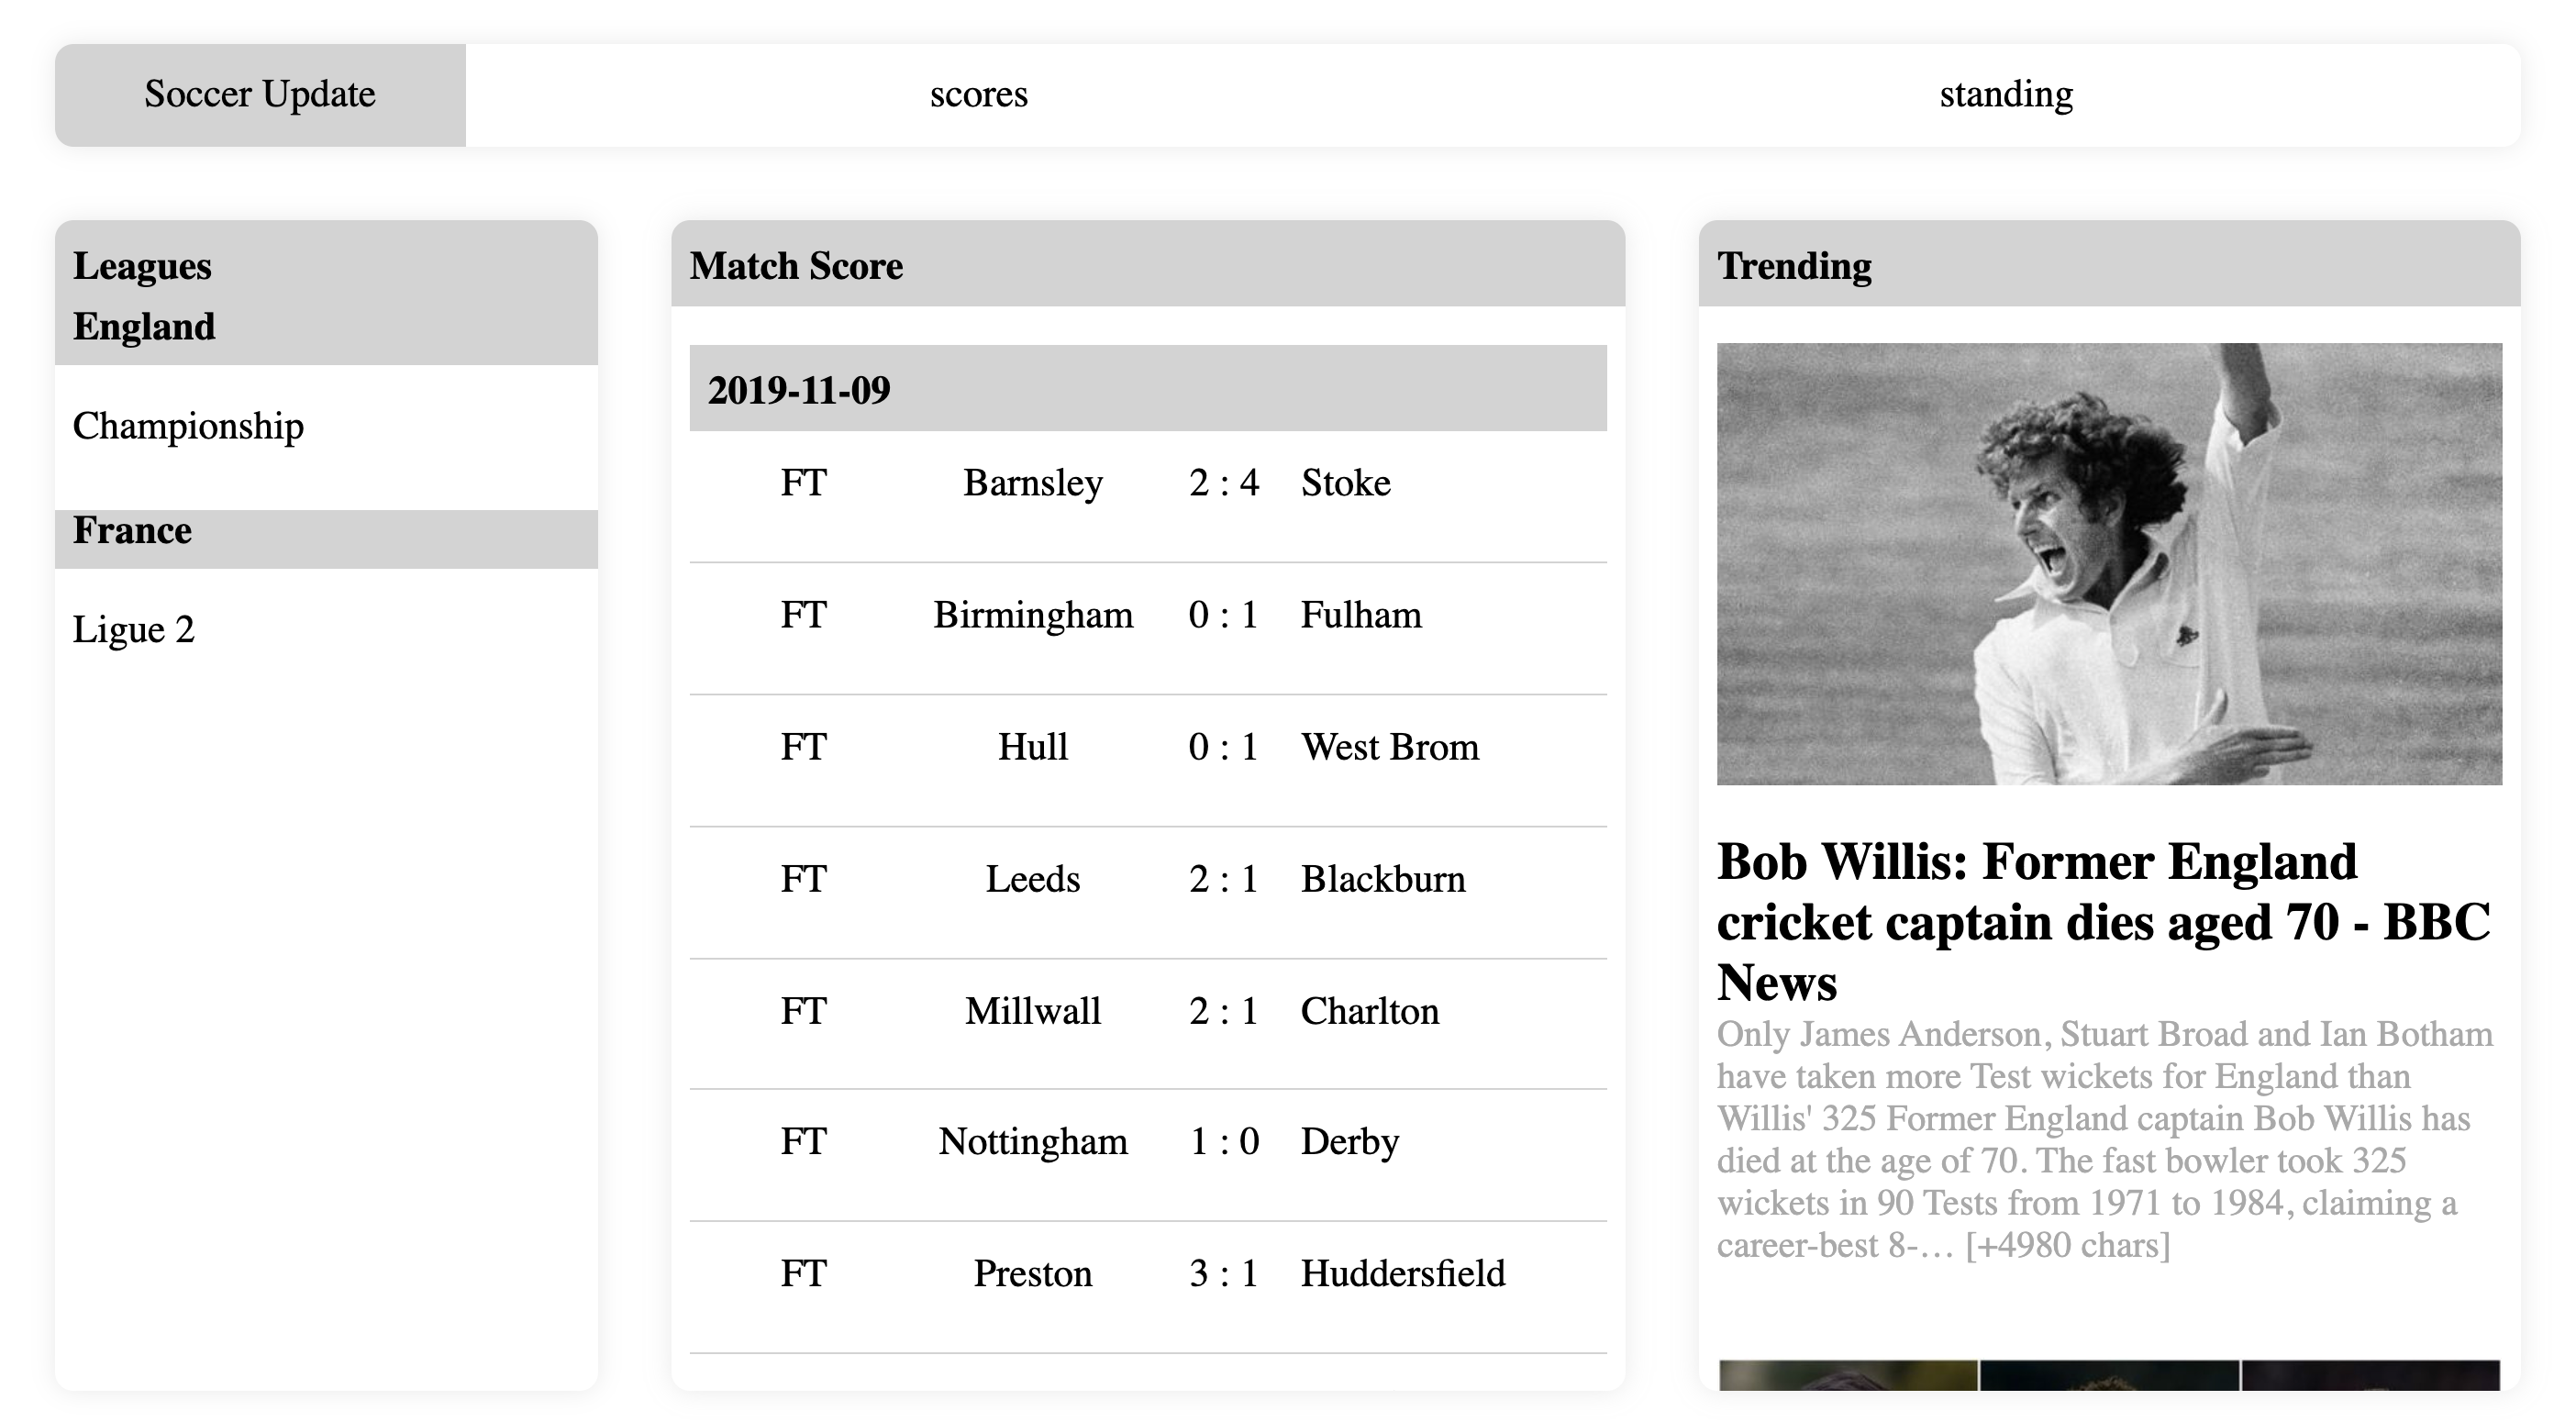 Soccer Update
scores
standing
Leagues
England
Championship
France
Ligue 2
Match Score
2019-11-09
FT Barnsley 2 : 4 Stoke
FT Birmingham 0 : 1 Fulham
FT Hull 0 : 1 West Brom
FT Leeds 2 : 1 Blackburn
FT Millwall 2 : 1 Charlton
FT Nottingham 1 : 0 Derby
FT Preston 3 : 1 Huddersfield
Trending
Bob Willis: Former England
cricket captain dies aged 70 - BBC
News
Only James Anderson, Stuart Broad and Ian Botham
have taken more Test wickets for England than
Willis' 325 Former England captain Bob Willis has
died at the age of 70. The fast bowler took 325
wickets in 90 Tests from 1971 to 1984, claiming a
career-best 8-… [+4980 chars]